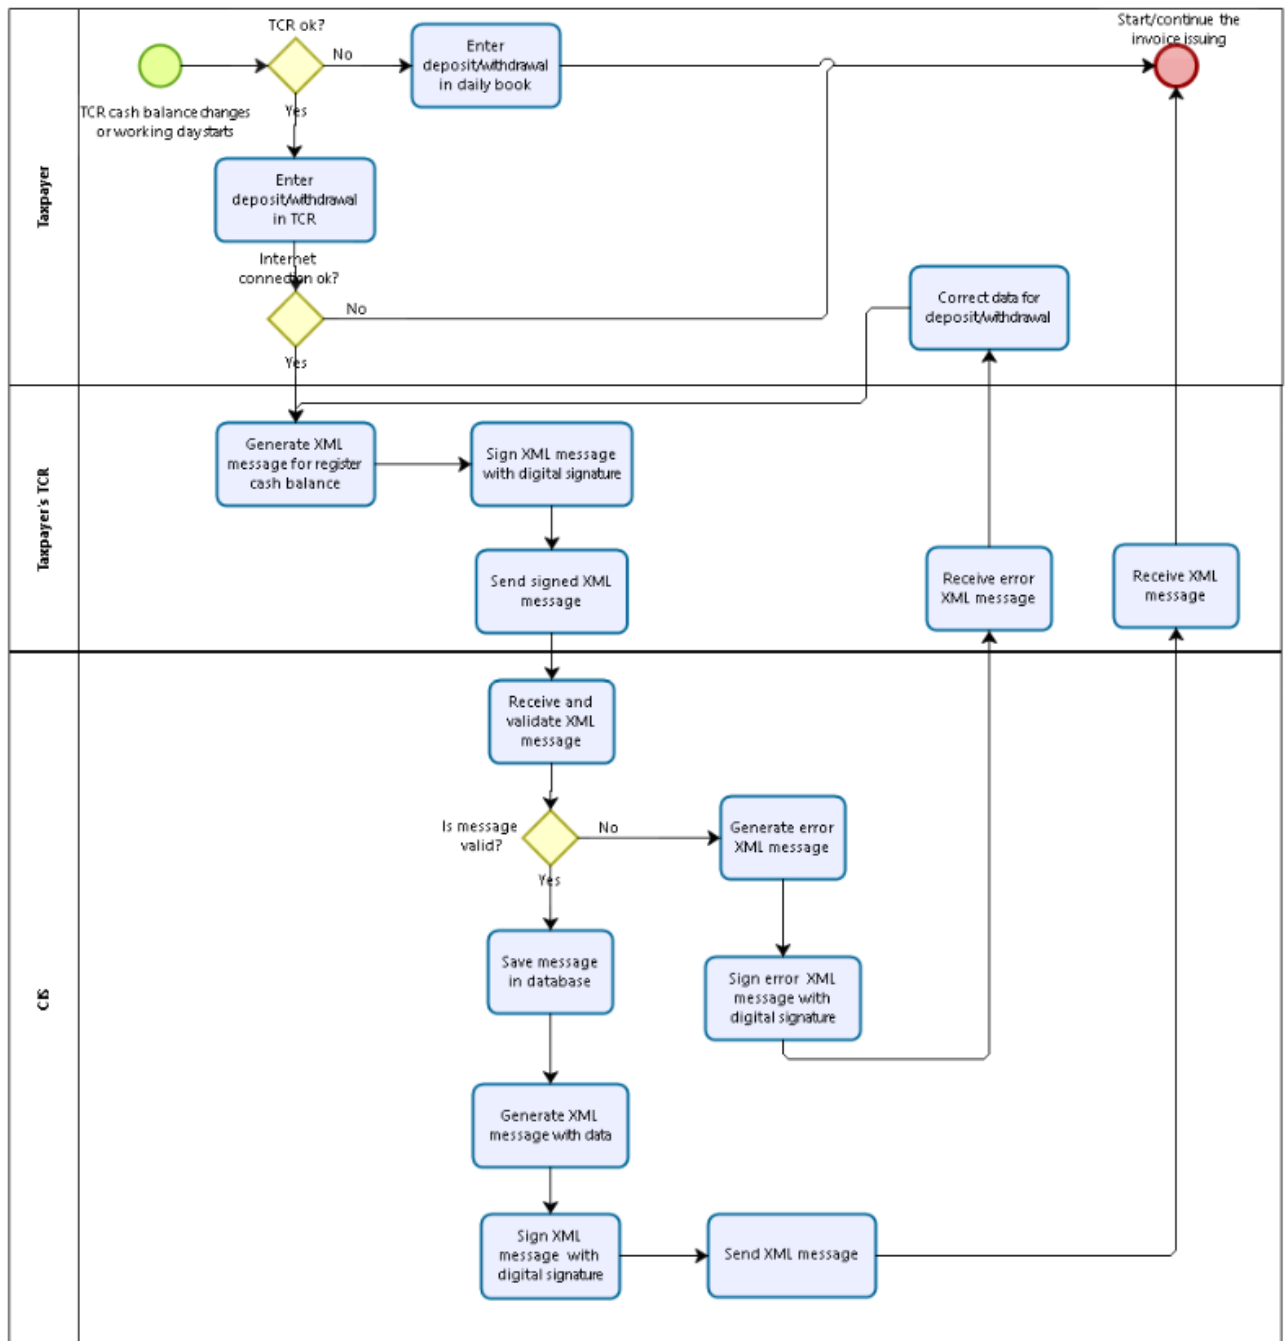 TCR ok?
Start/continue the
invoice issuing
No
Enter
deposit/withdrawal
in daily book
TCR cash balance changes
or working day starts
Yes
Taxpayer
Enter
deposit/withdrawal
in TCR
Internet
connection ok?
No
Correct data for
deposit/withdrawal
Yes
Taxpayer's TCR
Generate XML
message for register
cash balance
Sign XML message
with digital signature
Send signed XML
message
Receive error
XML message
Receive XML
message
CIS
Receive and
validate XML
message
Is message
valid?
No
Generate error
XML message
Yes
Save message
in database
Sign error XML
message with
digital signature
Generate XML
message with data
Sign XML
message with
digital signature
Send XML message